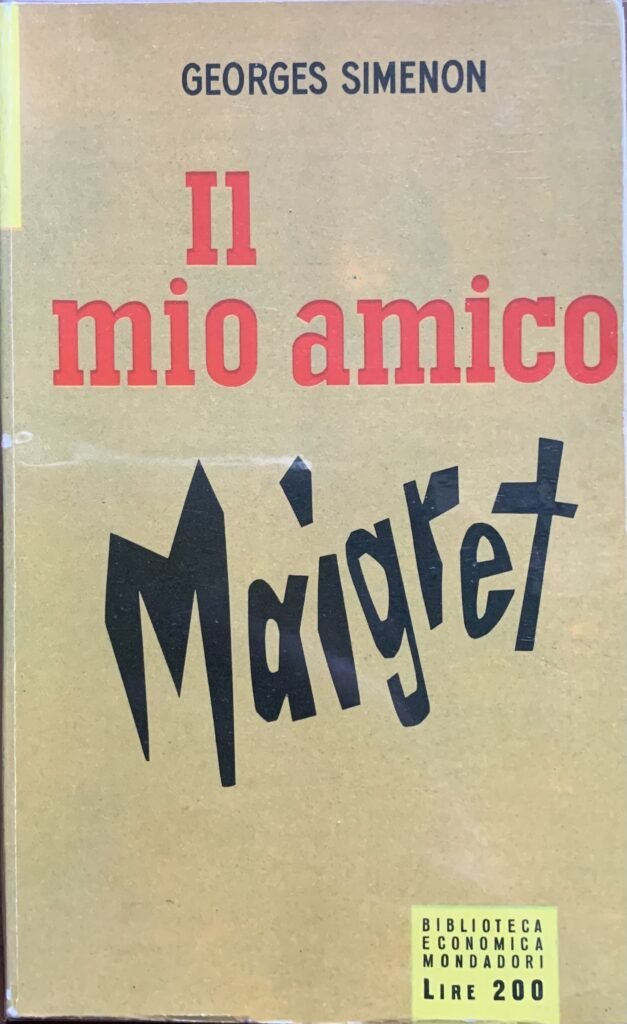 GEORGES SIMENON
Il
mio amico
Maigret
BIBLIOTECA
ECONOMICA
MONDADORI
LIRE 200